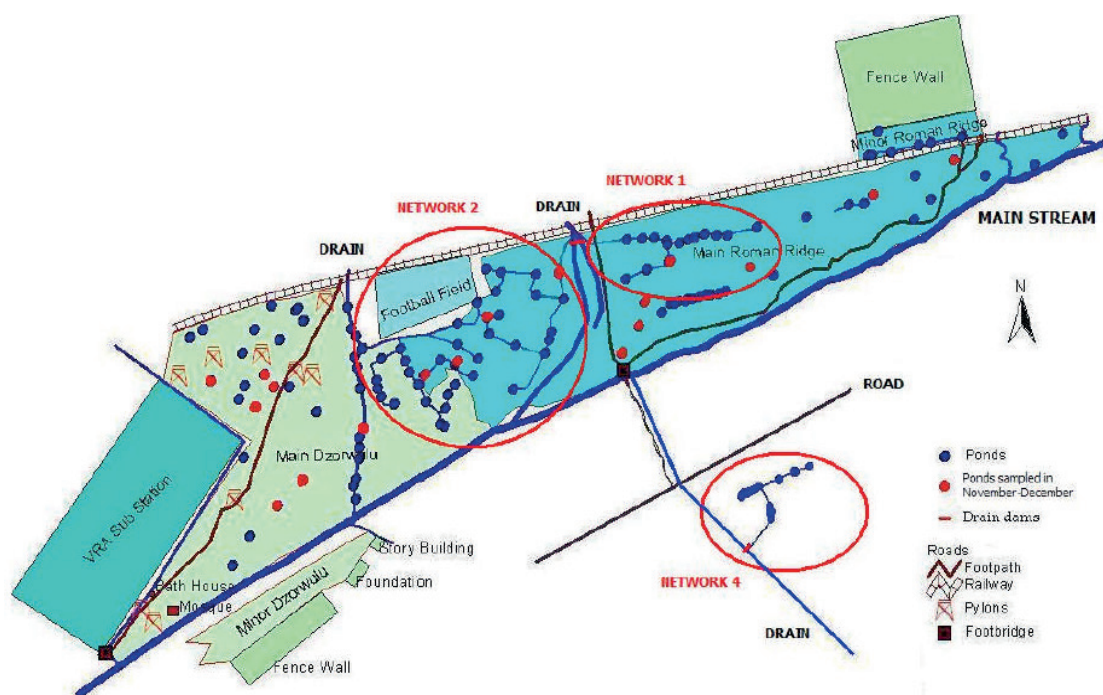 Fence Wall
Minor Roman Ridge
NETWORK 1
NETWORK 2
DRAIN
MAIN STREAM
DRAIN
Main Roman Ridge
N
Football Field
ROAD
Main Dzorwulu
Ponds
Ponds sampled in
November-December
VRA Sub Station
Drain dams
Story Building
Roads
Footpath
Foundation
NETWORK 4
Railway
Bath House
Minor Dzorwulu
Mosque
Pylons
DRAIN
Footbridge
Fence Wall